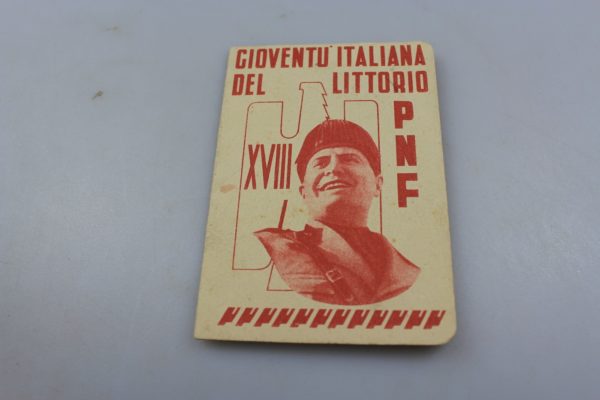 GIOVENTU' ITALIANA
DEL LITTORIO
PNF
XVIII